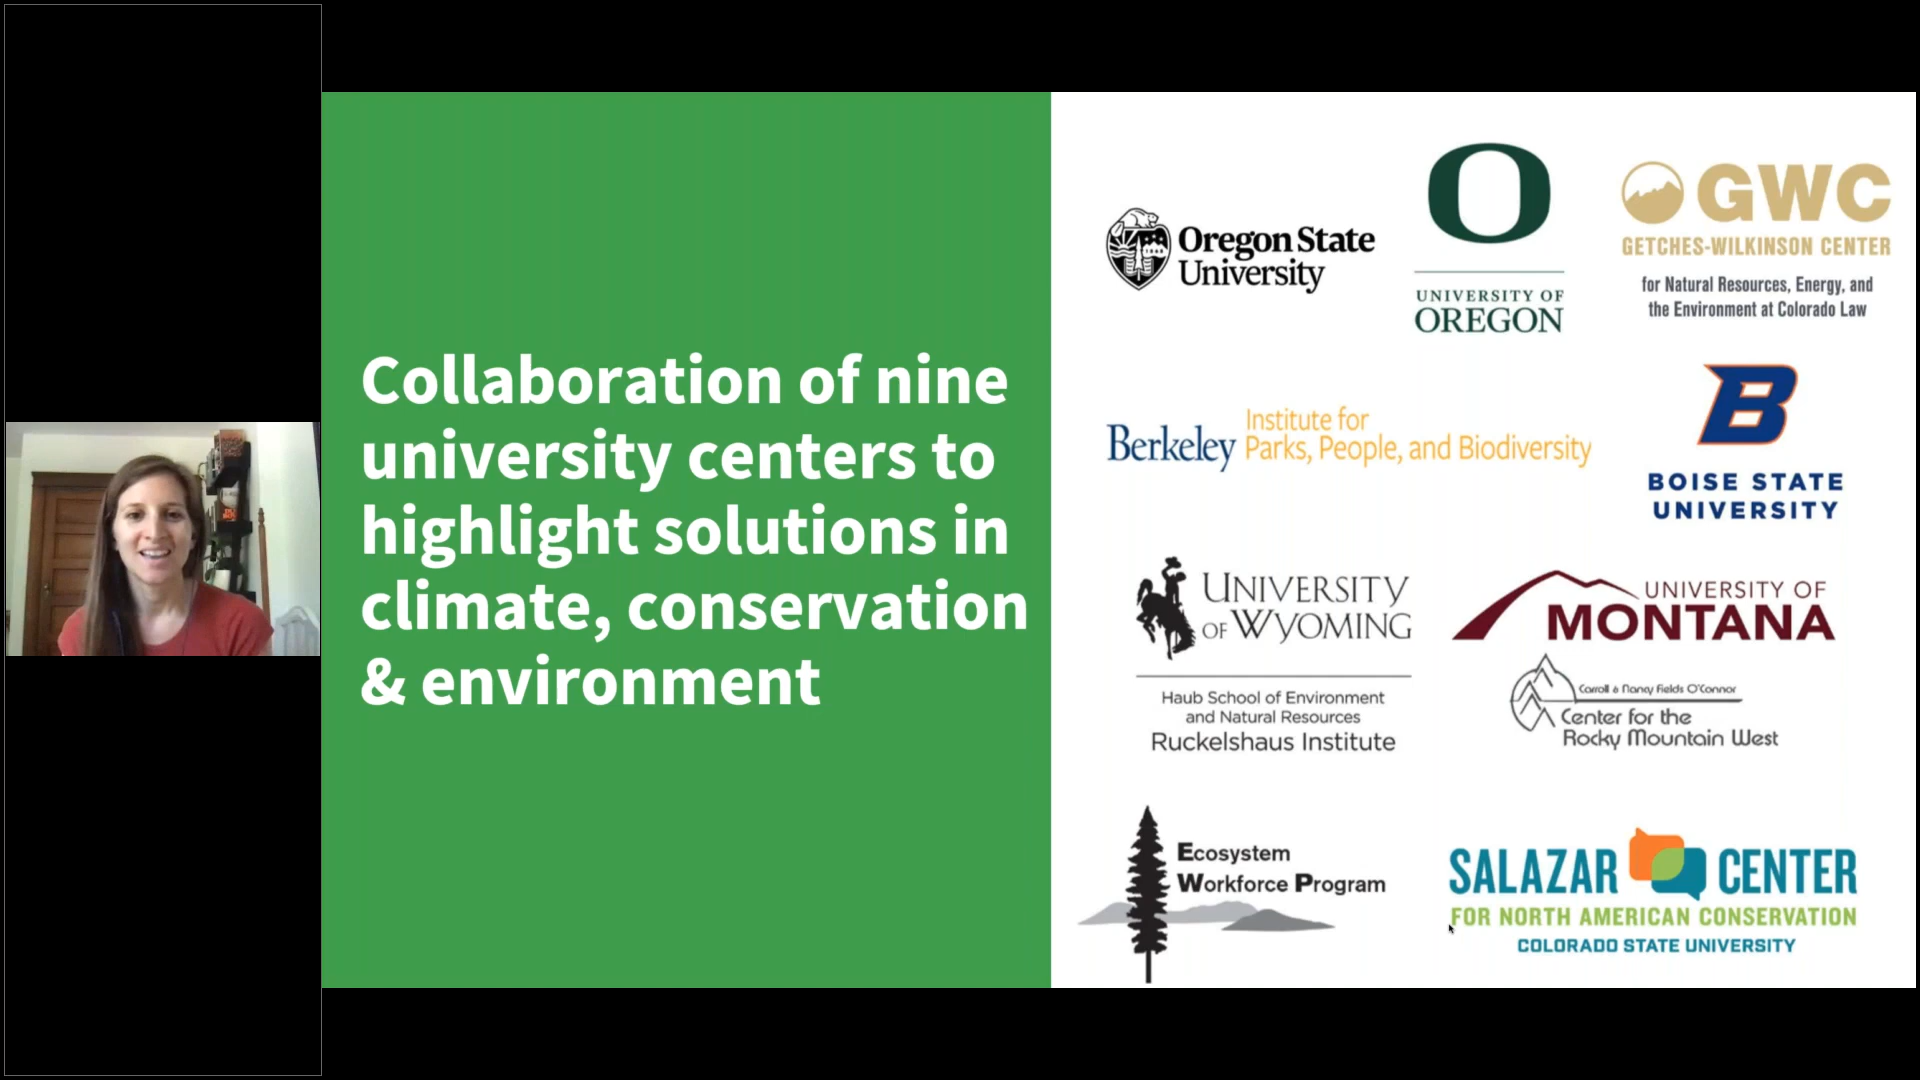 Collaboration of nine
university centers to
highlight solutions in
climate, conservation
& environment
Oregon State
University
O
UNIVERSITY OF
OREGON
GWC
GETCHES-WILKINSON CENTER
for Natural Resources, Energy, and
the Environment at Colorado Law
Berkeley
Institute for
Parks, People, and Biodiversity
B
BOISE STATE
UNIVERSITY
UNIVERSITY
OF WYOMING
Haub School of Environment
and Natural Resources
Ruckelshaus Institute
UNIVERSITY OF
MONTANA
Carroll & Nancy Fields O'Connor
Center for the
Rocky Mountain West
Ecosystem
Workforce Program
SALAZAR CENTER
FOR NORTH AMERICAN CONSERVATION
COLORADO STATE UNIVERSITY